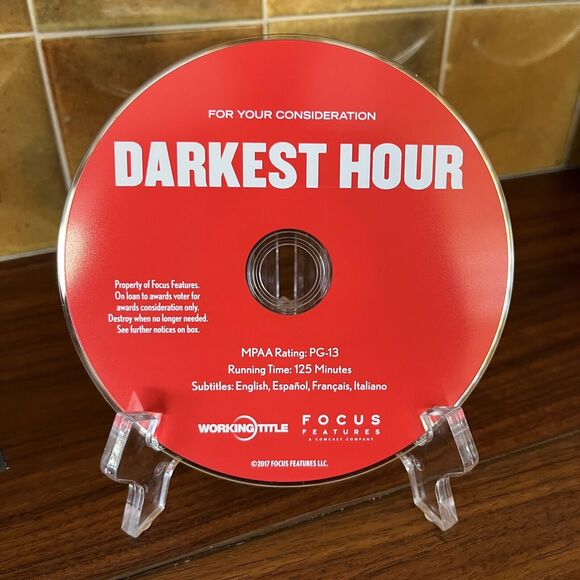 FOR YOUR CONSIDERATION
DARKEST HOUR
Property of Focus Features.
On loan to awards voter for
awards consideration only.
Destroy when no longer needed.
See further notices on box.
MPAA Rating: PG-13
Running Time: 125 Minutes
Subtitles: English, Español, Français, Italiano
WORKING TITLE
FOCUS
FEATURES
A COMCAST COMPANY
©2017 FOCUS FEATURES LLC.